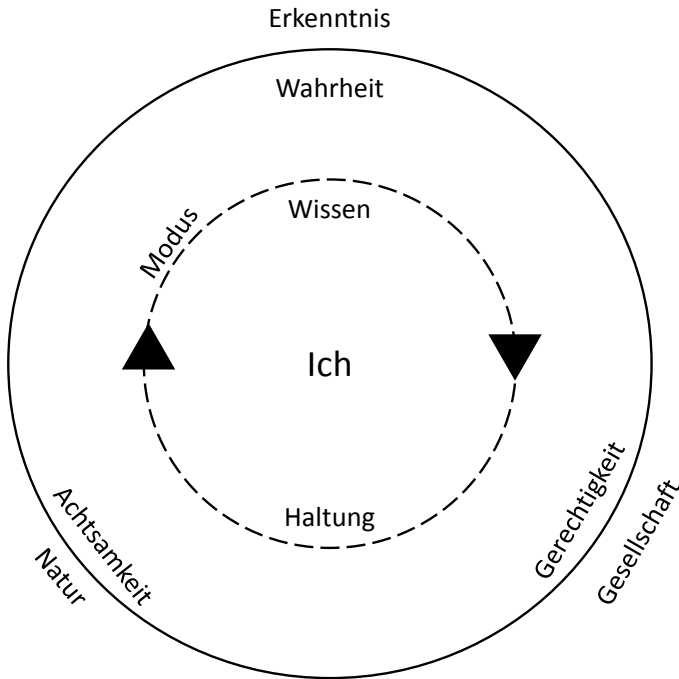 Erkenntnis
Wahrheit
Wissen
Modus
Ich
Haltung
Achtsamkeit
Natur
Gerechtigkeit
Gesellschaft